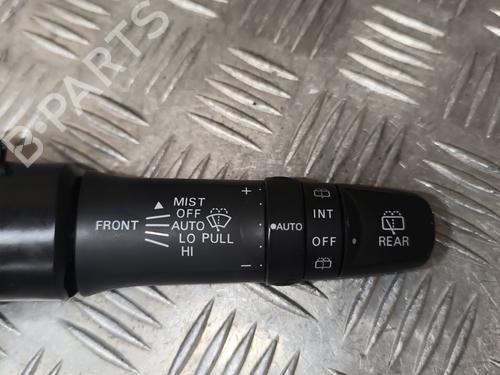 B-PARTS
MIST
OFF
FRONT AUTO
LO PULL
HI
+
−
AUTO
INT
OFF
REAR